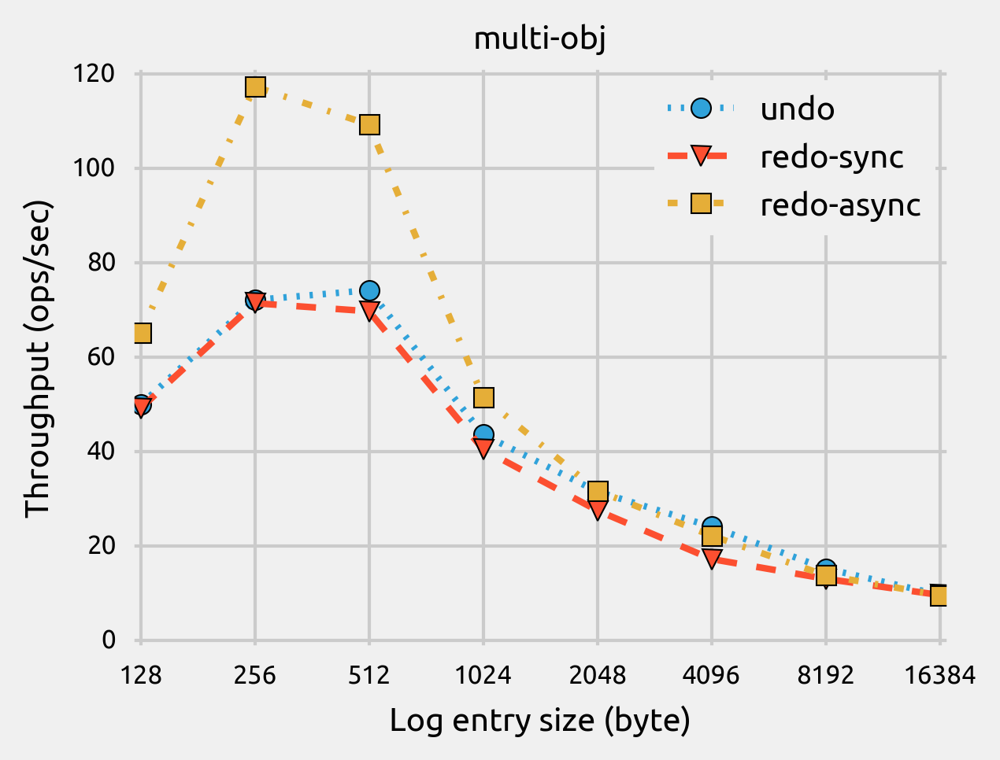 multi-obj
120
100
80
60
40
20
0
Throughput (ops/sec)
undo
redo-sync
redo-async
128 256 512 1024 2048 4096 8192 16384
Log entry size (byte)